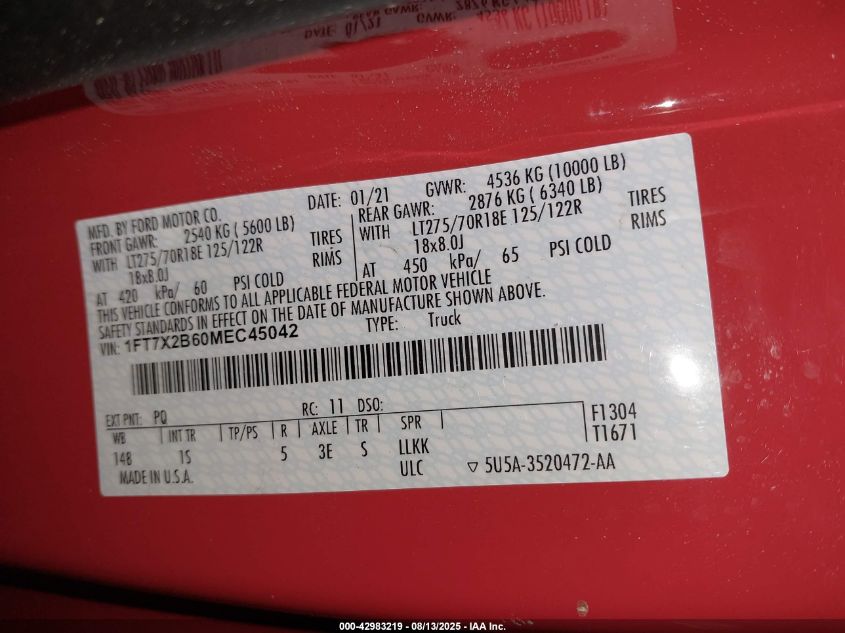 DATE: 01/21 GVWR: 4536 KG (10000 LB)
MFD. BY FORD MOTOR CO.
FRONT GAWR: 2540 KG ( 5600 LB)
WITH LT275/70R18E 125/122R TIRES
18x8.0J RIMS
AT 420 kPa/ 60 PSI COLD
REAR GAWR: 2876 KG ( 6340 LB)
WITH LT275/70R18E 125/122R TIRES
18x8.0J RIMS
AT 450 kPa/ 65 PSI COLD
THIS VEHICLE CONFORMS TO ALL APPLICABLE FEDERAL MOTOR VEHICLE
SAFETY STANDARDS IN EFFECT ON THE DATE OF MANUFACTURE SHOWN ABOVE.
VIN: 1FT7X2B60MEC45042 TYPE: Truck
EXT PNT: PQ RC: 11 DSO:
WB INT TR TP/PS R AXLE TR SPR
148 1S 5 3E S LLKK
ULC
F1304
T1671
MADE IN U.S.A.
▽ 5U5A-3520472-AA
000-42983219 - 08/13/2025 - IAA Inc.